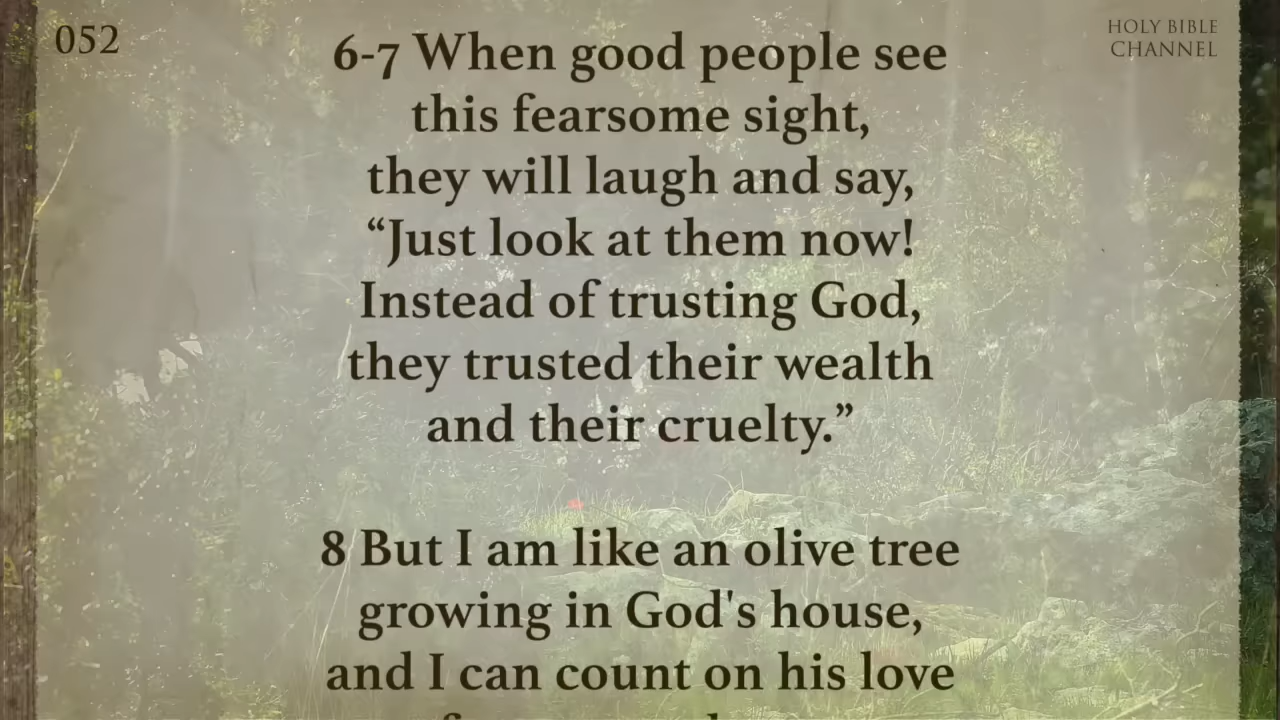 052
HOLY BIBLE
CHANNEL
6-7 When good people see
this fearsome sight,
they will laugh and say,
“Just look at them now!
Instead of trusting God,
they trusted their wealth
and their cruelty.”
8 But I am like an olive tree
growing in God's house,
and I can count on his love